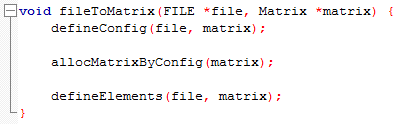 void fileToMatrix(FILE *file, Matrix *matrix) {
    defineConfig(file, matrix);
    allocMatrixByConfig(matrix);
    defineElements(file, matrix);
}